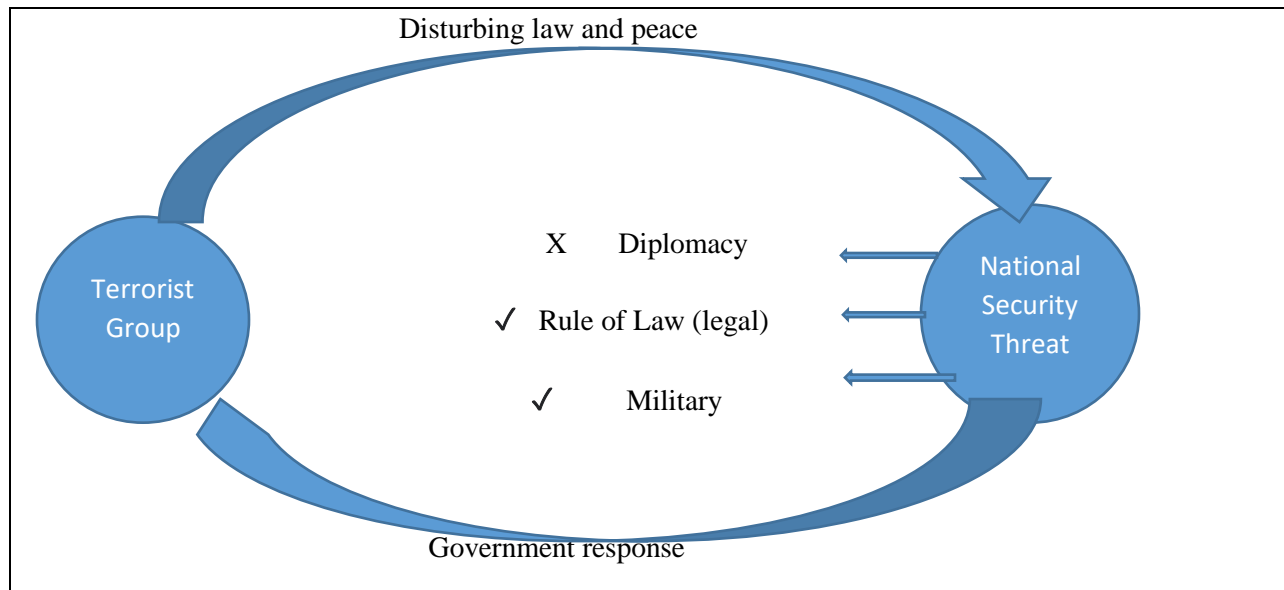 Disturbing law and peace
Terrorist
Group
X Diplomacy
✓ Rule of Law (legal)
✓ Military
National
Security
Threat
Government response